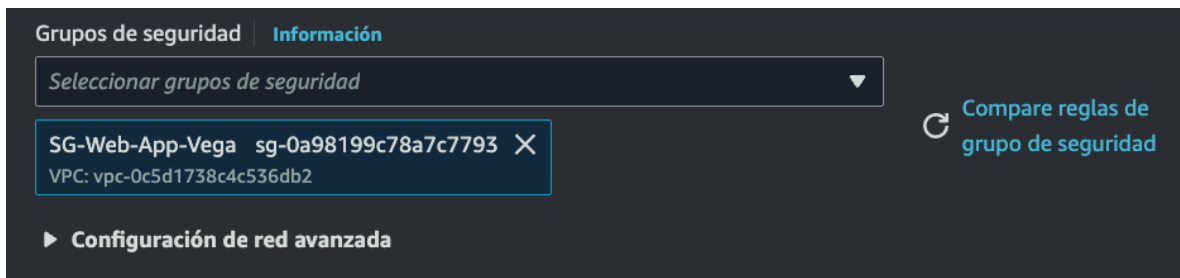 Grupos de seguridad Información
Seleccionar grupos de seguridad
SG-Web-App-Vega sg-0a98199c78a7c7793
VPC: vpc-0c5d1738c4c536db2
Compare reglas de
grupo de seguridad
Configuración de red avanzada